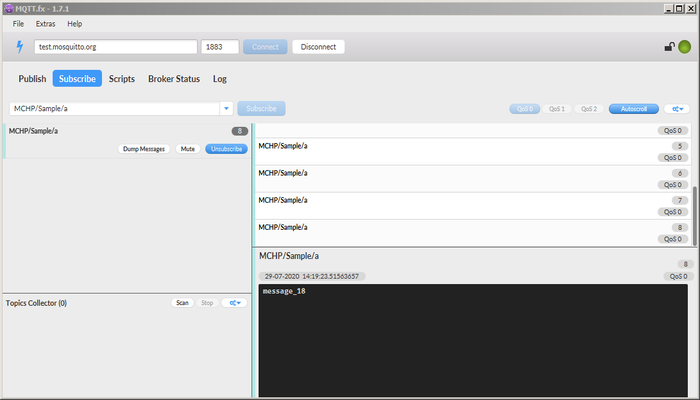 MQTT.fx - 1.7.1
File Extras Help
test.mosquitto.org 1883 Connect Disconnect
Publish Subscribe Scripts Broker Status Log
MCHP/Sample/a Subscribe QoS 0 QoS 1 QoS 2 Autoscroll
MCHP/Sample/a 8
Dump Messages Mute Unsubscribe
QoS 0
MCHP/Sample/a 5
QoS 0
MCHP/Sample/a 6
QoS 0
MCHP/Sample/a 7
QoS 0
MCHP/Sample/a 8
QoS 0
MCHP/Sample/a 8
29-07-2020 14:19:23.51563657 QoS 0
message_18
Topics Collector (0) Scan Stop